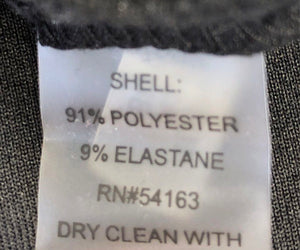 SHELL:
91% POLYESTER
9% ELASTANE
RN#54163
DRY CLEAN WITH